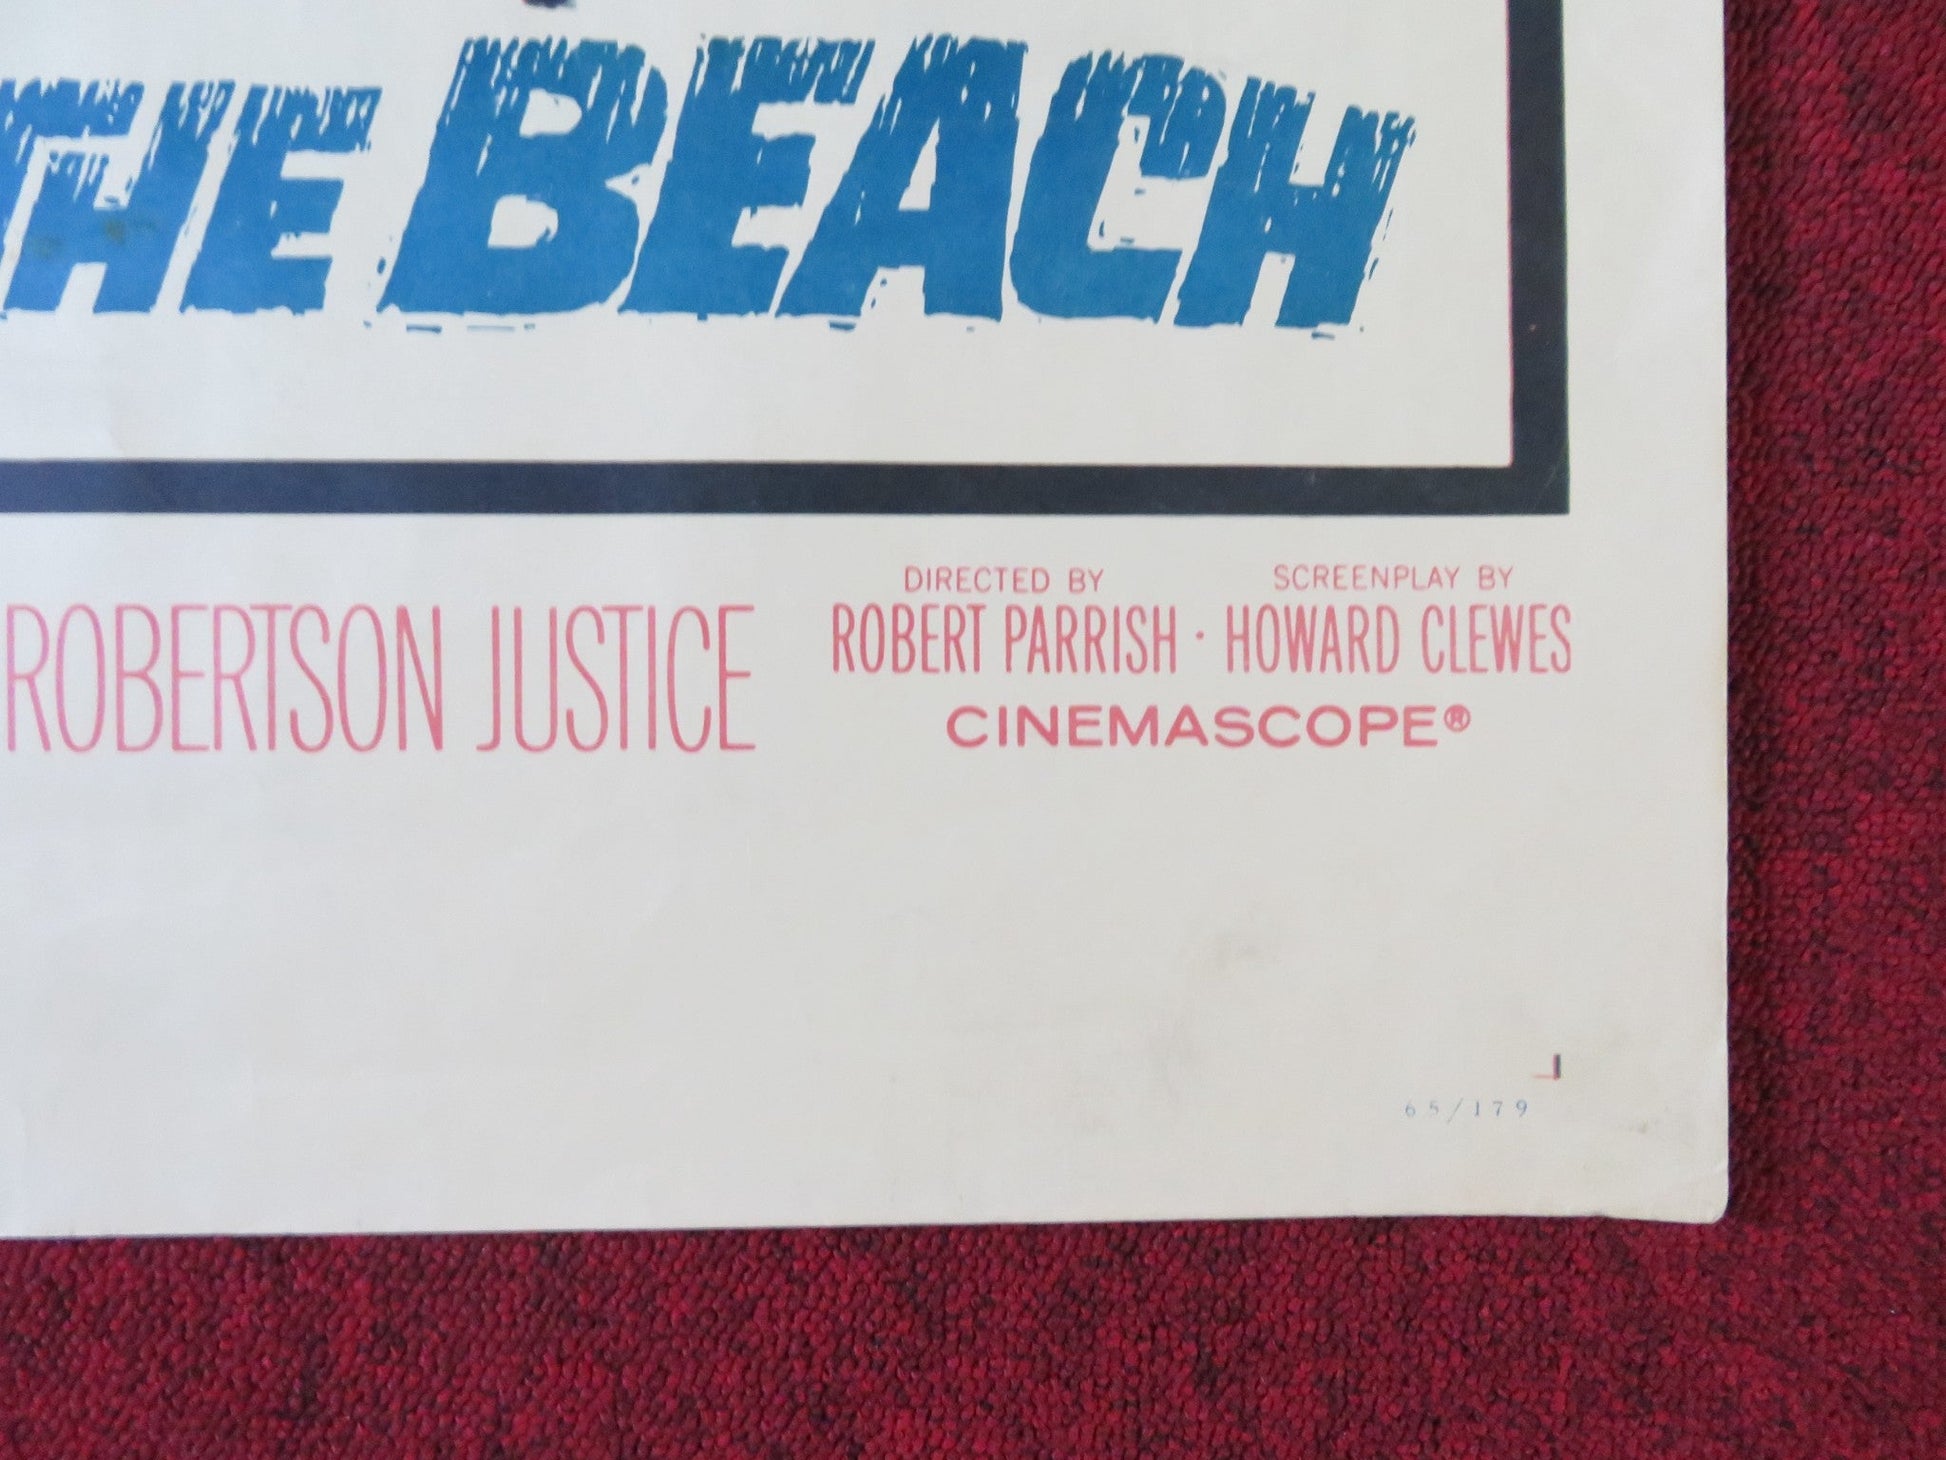 THE BEACH
ROBERTSON JUSTICE
DIRECTED BY
ROBERT PARRISH · 
SCREENPLAY BY
HOWARD CLEWES
CINEMASCOPE®
65/179